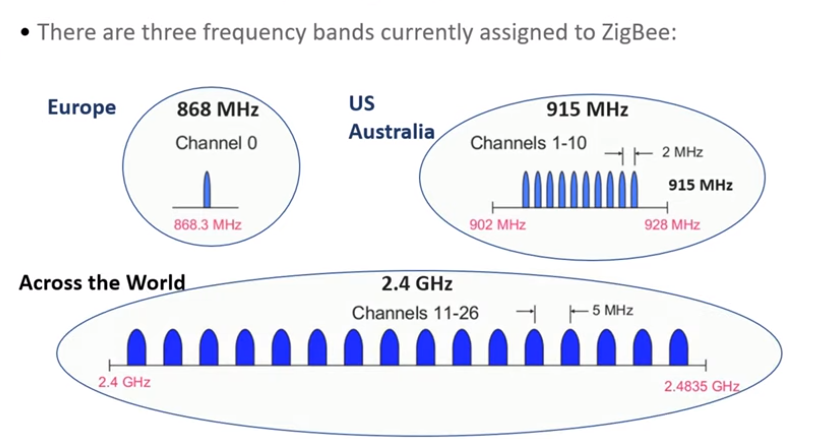 • There are three frequency bands currently assigned to ZigBee:
Europe
868 MHz
Channel 0
868.3 MHz
US
Australia
915 MHz
Channels 1-10
2 MHz
915 MHz
902 MHz
928 MHz
Across the World
2.4 GHz
Channels 11-26
5 MHz
2.4 GHz
2.4835 GHz